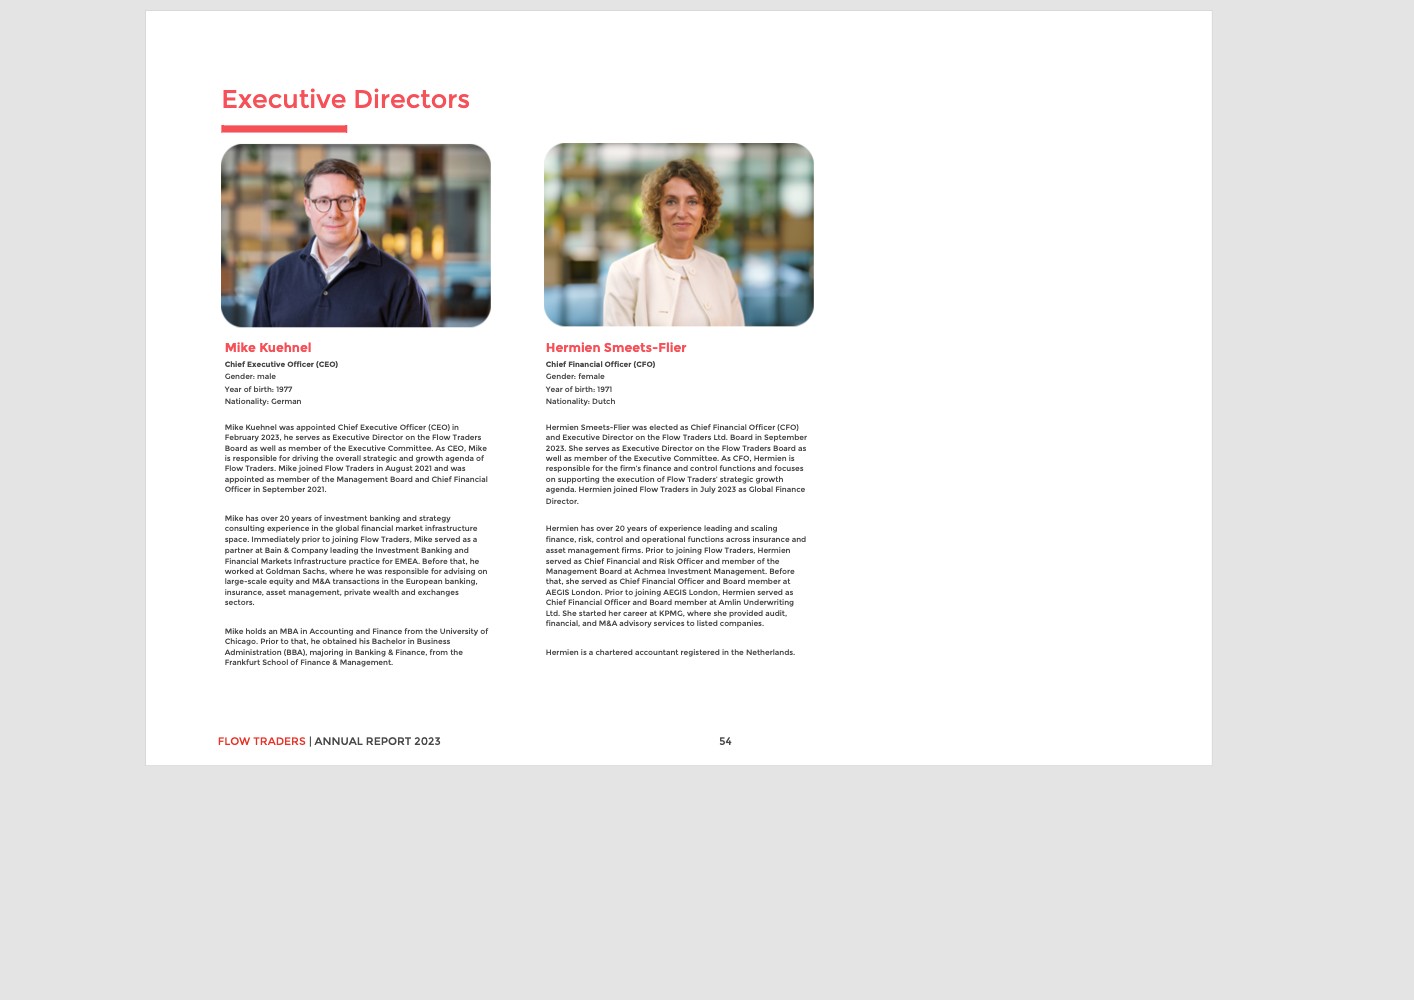 Executive Directors
Mike Kuehnel
Chief Executive Officer (CEO)
Gender: male
Year of birth: 1977
Nationality: German
Mike Kuehnel was appointed Chief Executive Officer (CEO) in
February 2023, he serves as Executive Director on the Flow Traders
Board as well as member of the Executive Committee. As CEO, Mike
is responsible for driving the overall strategic and growth agenda of
Flow Traders. Mike joined Flow Traders in August 2021 and was
appointed as member of the Management Board and Chief Financial
Officer in September 2021.
Mike has over 20 years of investment banking and strategy
consulting experience in the global financial market infrastructure
space. Immediately prior to joining Flow Traders, Mike served as a
partner at Bain & Company leading the Investment Banking and
Financial Markets Infrastructure practice for EMEA. Before that, he
worked at Goldman Sachs, where he was responsible for advising on
large-scale equity and M&A transactions in the European banking,
insurance, asset management, private wealth and exchanges
sectors.
Mike holds an MBA in Accounting and Finance from the University of
Chicago. Prior to that, he obtained his Bachelor in Business
Administration (BBA), majoring in Banking & Finance, from the
Frankfurt School of Finance & Management.
Hermien Smeets-Flier
Chief Financial Officer (CFO)
Gender: female
Year of birth: 1971
Nationality: Dutch
Hermien Smeets-Flier was elected as Chief Financial Officer (CFO)
and Executive Director on the Flow Traders Ltd. Board in September
2023. She serves as Executive Director on the Flow Traders Board as
well as member of the Executive Committee. As CFO, Hermien is
responsible for the firm's finance and control functions and focuses
on supporting the execution of Flow Traders' strategic growth
agenda. Hermien joined Flow Traders in July 2023 as Global Finance
Director.
Hermien has over 20 years of experience leading and scaling
finance, risk, control and operational functions across insurance and
asset management firms. Prior to joining Flow Traders, Hermien
served as Chief Financial and Risk Officer and member of the
Management Board at Achmea Investment Management. Before
that, she served as Chief Financial Officer and Board member at
AEGIS London. Prior to joining AEGIS London, Hermien served as
Chief Financial Officer and Board member at Amlin Underwriting
Ltd. She started her career at KPMG, where she provided audit,
financial, and M&A advisory services to listed companies.
Hermien is a chartered accountant registered in the Netherlands.
FLOW TRADERS | ANNUAL REPORT 2023
54